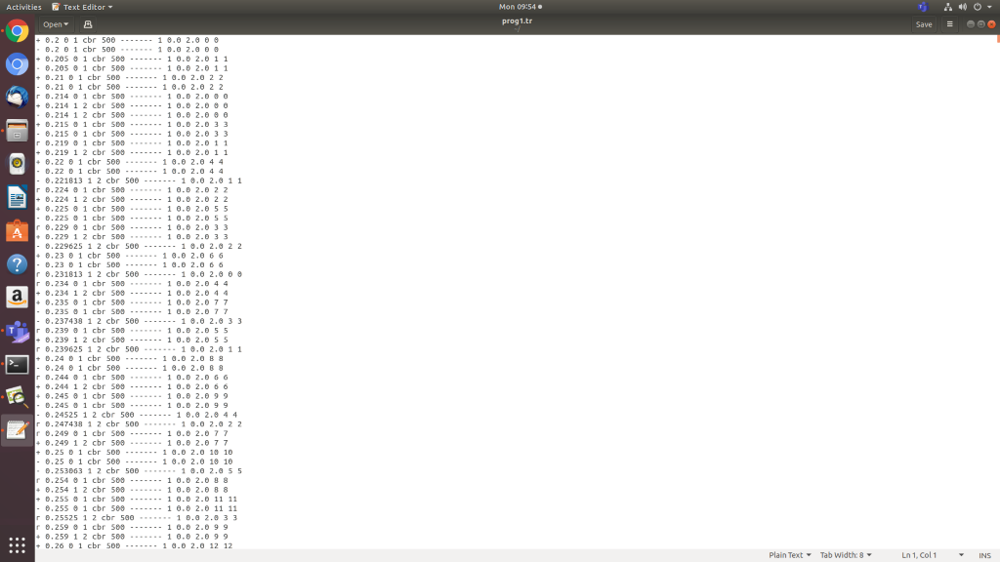 Activities Text Editor Mon 09:54
Open prog1.tr Save
+ 0.2 0 1 cbr 500 ------- 1 0.0 2.0 0 0
- 0.2 0 1 cbr 500 ------- 1 0.0 2.0 0 0
+ 0.205 0 1 cbr 500 ------- 1 0.0 2.0 1 1
- 0.205 0 1 cbr 500 ------- 1 0.0 2.0 1 1
+ 0.21 0 1 cbr 500 ------- 1 0.0 2.0 2 2
- 0.21 0 1 cbr 500 ------- 1 0.0 2.0 2 2
r 0.214 0 1 cbr 500 ------- 1 0.0 2.0 0 0
+ 0.214 1 2 cbr 500 ------- 1 0.0 2.0 0 0
- 0.214 1 2 cbr 500 ------- 1 0.0 2.0 0 0
+ 0.215 0 1 cbr 500 ------- 1 0.0 2.0 3 3
- 0.215 0 1 cbr 500 ------- 1 0.0 2.0 3 3
r 0.219 0 1 cbr 500 ------- 1 0.0 2.0 1 1
+ 0.219 1 2 cbr 500 ------- 1 0.0 2.0 1 1
+ 0.22 0 1 cbr 500 ------- 1 0.0 2.0 4 4
- 0.22 0 1 cbr 500 ------- 1 0.0 2.0 4 4
- 0.221813 1 2 cbr 500 ------- 1 0.0 2.0 1 1
r 0.224 0 1 cbr 500 ------- 1 0.0 2.0 2 2
+ 0.224 1 2 cbr 500 ------- 1 0.0 2.0 2 2
+ 0.225 0 1 cbr 500 ------- 1 0.0 2.0 5 5
- 0.225 0 1 cbr 500 ------- 1 0.0 2.0 5 5
r 0.229 0 1 cbr 500 ------- 1 0.0 2.0 3 3
+ 0.229 1 2 cbr 500 ------- 1 0.0 2.0 3 3
- 0.229625 1 2 cbr 500 ------- 1 0.0 2.0 2 2
+ 0.23 0 1 cbr 500 ------- 1 0.0 2.0 6 6
- 0.23 0 1 cbr 500 ------- 1 0.0 2.0 6 6
r 0.231813 1 2 cbr 500 ------- 1 0.0 2.0 0 0
r 0.234 0 1 cbr 500 ------- 1 0.0 2.0 4 4
+ 0.234 1 2 cbr 500 ------- 1 0.0 2.0 4 4
+ 0.235 0 1 cbr 500 ------- 1 0.0 2.0 7 7
- 0.235 0 1 cbr 500 ------- 1 0.0 2.0 7 7
- 0.237438 1 2 cbr 500 ------- 1 0.0 2.0 3 3
r 0.239 0 1 cbr 500 ------- 1 0.0 2.0 5 5
+ 0.239 1 2 cbr 500 ------- 1 0.0 2.0 5 5
r 0.239625 1 2 cbr 500 ------- 1 0.0 2.0 1 1
+ 0.24 0 1 cbr 500 ------- 1 0.0 2.0 8 8
- 0.24 0 1 cbr 500 ------- 1 0.0 2.0 8 8
r 0.244 0 1 cbr 500 ------- 1 0.0 2.0 6 6
+ 0.244 1 2 cbr 500 ------- 1 0.0 2.0 6 6
+ 0.245 0 1 cbr 500 ------- 1 0.0 2.0 9 9
- 0.245 0 1 cbr 500 ------- 1 0.0 2.0 9 9
- 0.24525 1 2 cbr 500 ------- 1 0.0 2.0 4 4
r 0.247438 1 2 cbr 500 ------- 1 0.0 2.0 2 2
r 0.249 0 1 cbr 500 ------- 1 0.0 2.0 7 7
+ 0.249 1 2 cbr 500 ------- 1 0.0 2.0 7 7
+ 0.25 0 1 cbr 500 ------- 1 0.0 2.0 10 10
- 0.25 0 1 cbr 500 ------- 1 0.0 2.0 10 10
- 0.253063 1 2 cbr 500 ------- 1 0.0 2.0 5 5
r 0.254 0 1 cbr 500 ------- 1 0.0 2.0 8 8
+ 0.254 1 2 cbr 500 ------- 1 0.0 2.0 8 8
+ 0.255 0 1 cbr 500 ------- 1 0.0 2.0 11 11
- 0.255 0 1 cbr 500 ------- 1 0.0 2.0 11 11
r 0.25525 1 2 cbr 500 ------- 1 0.0 2.0 3 3
r 0.259 0 1 cbr 500 ------- 1 0.0 2.0 9 9
+ 0.259 1 2 cbr 500 ------- 1 0.0 2.0 9 9
+ 0.26 0 1 cbr 500 ------- 1 0.0 2.0 12 12
Plain Text Tab Width: 8 Ln 1, Col 1 INS